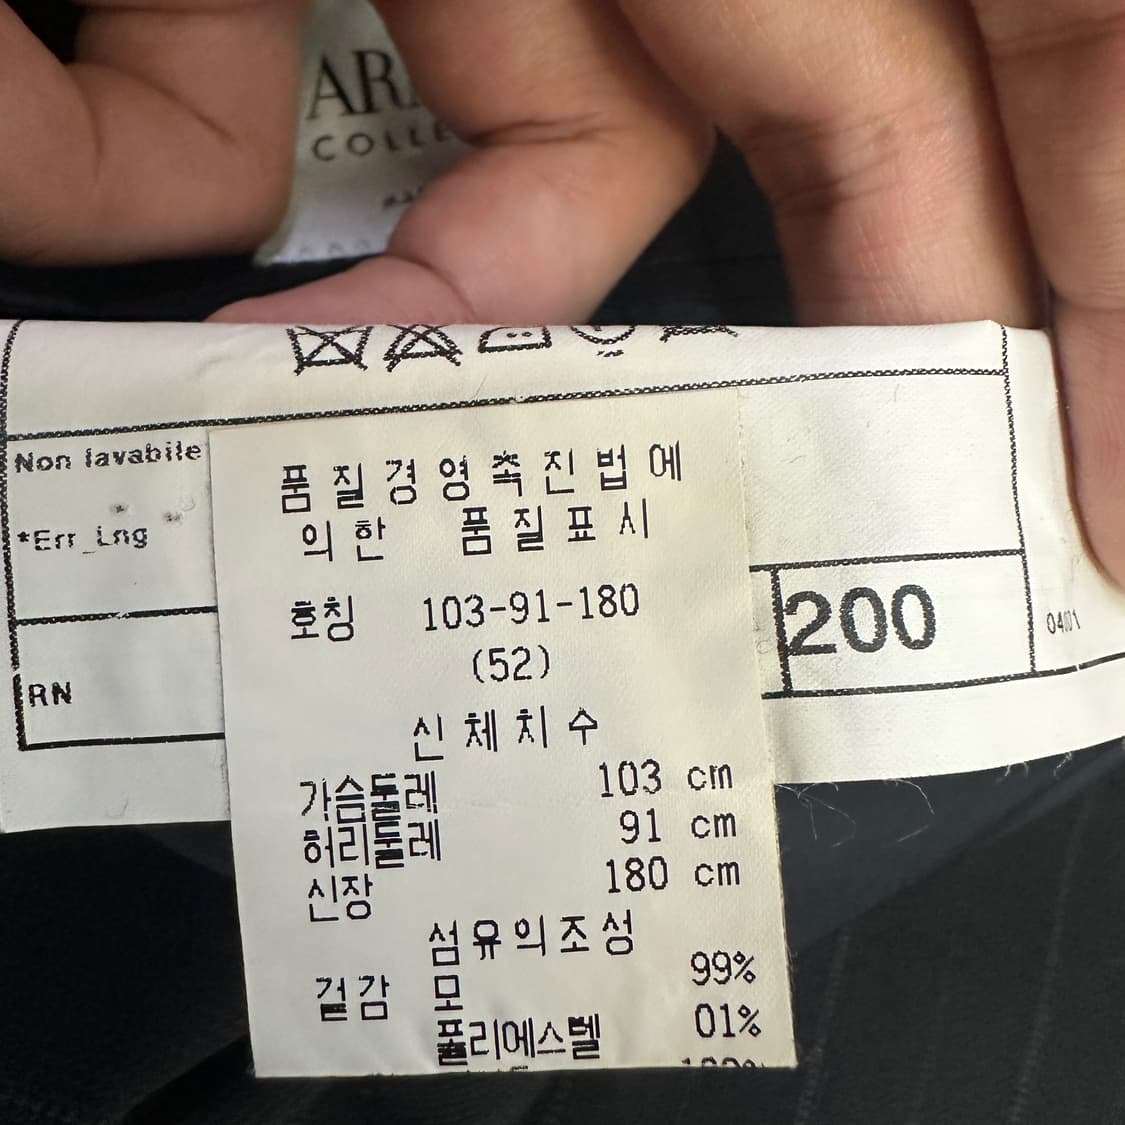 COLLE
Non lavabile
*Err_Lng
RN
200
04/01
품질경영촉진법에
의한 품질표시
호칭 103-91-180
(52)
신체치수
가슴둘레 103 cm
허리둘레 91 cm
신장 180 cm
섬유의조성
겉감 모 99%
폴리에스텔 01%